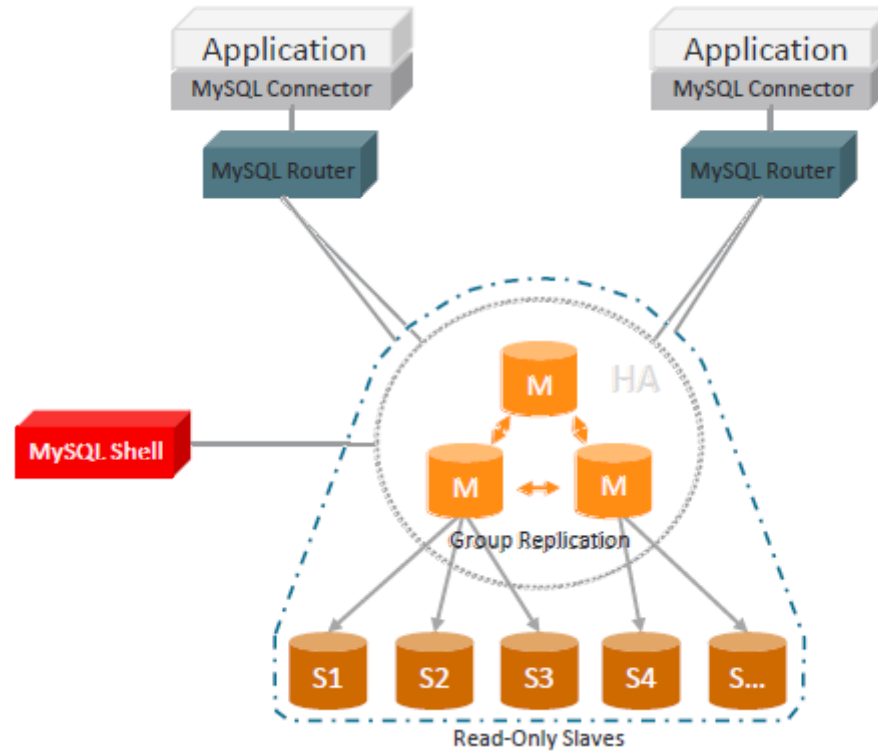 Application
MySQL Connector
MySQL Router
Application
MySQL Connector
MySQL Router
HA
M
M
M
MySQL Shell
Group Replication
S1
S2
S3
S4
S...
Read-Only Slaves